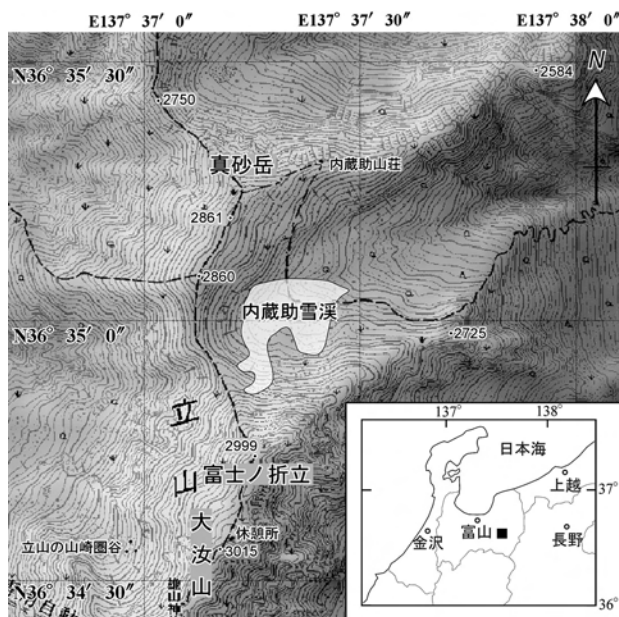 E137° 37′ 0″
E137° 37′ 30″
E137° 38′ 0″
N36° 35′ 30″
N
2584
2750
真砂岳
内蔵助山荘
2861
2860
内蔵助雪渓
N36° 35′ 0″
2725
立山
2999
富士ノ折立
大汝山
休憩所
3015
立山の山崎圏谷
N36° 34′ 30″
自動
137°
138°
日本海
上越
37°
富山
金沢
長野
36°